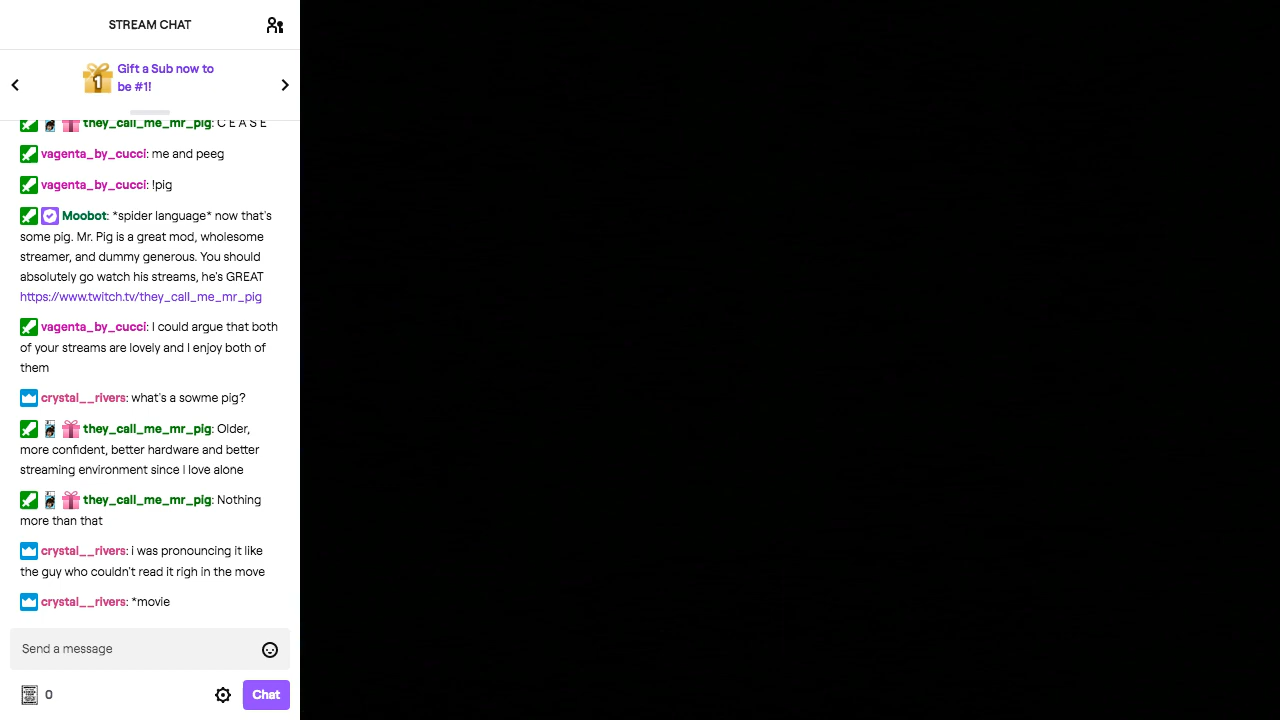 STREAM CHAT
Gift a Sub now to
be #1!
1
they_call_me_mr_pig: C E A S E
vagenta_by_cucci: me and peeg
vagenta_by_cucci: !pig
Moobot: *spider language* now that's
some pig. Mr. Pig is a great mod, wholesome
streamer, and dummy generous. You should
absolutely go watch his streams, he's GREAT
https://www.twitch.tv/they_call_me_mr_pig
vagenta_by_cucci: I could argue that both
of your streams are lovely and I enjoy both of
them
crystal__rivers: what's a sowme pig?
they_call_me_mr_pig: Older,
more confident, better hardware and better
streaming environment since I love alone
they_call_me_mr_pig: Nothing
more than that
crystal__rivers: i was pronouncing it like
the guy who couldn't read it righ in the move
crystal__rivers: *movie
Send a message
0
Chat